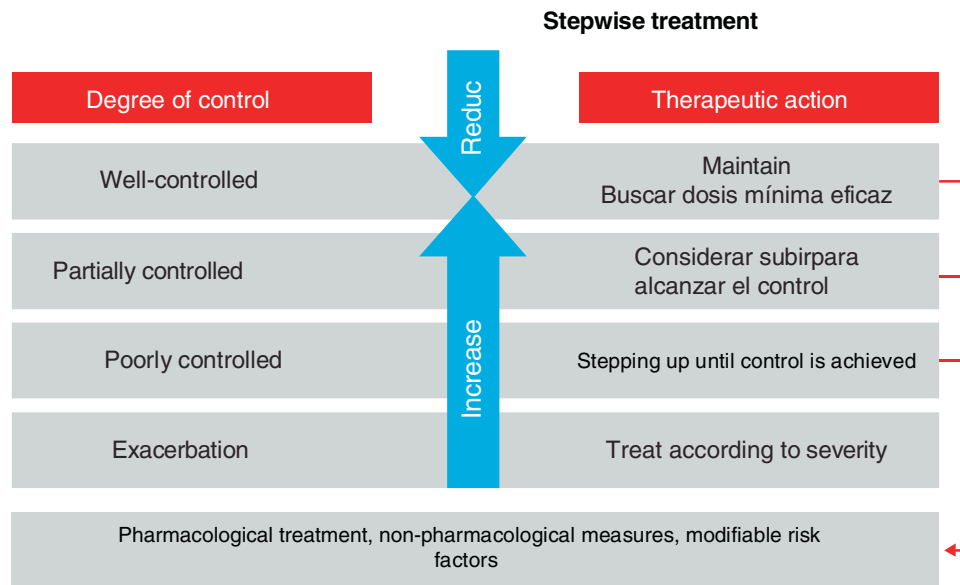 Stepwise treatment
Degree of control
Reduc
Therapeutic action
Well-controlled
Maintain
Buscar dosis mínima eficaz
Partially controlled
Considerar subirpara
alcanzar el control
Poorly controlled
Increase
Stepping up until control is achieved
Exacerbation
Treat according to severity
Pharmacological treatment, non-pharmacological measures, modifiable risk
factors